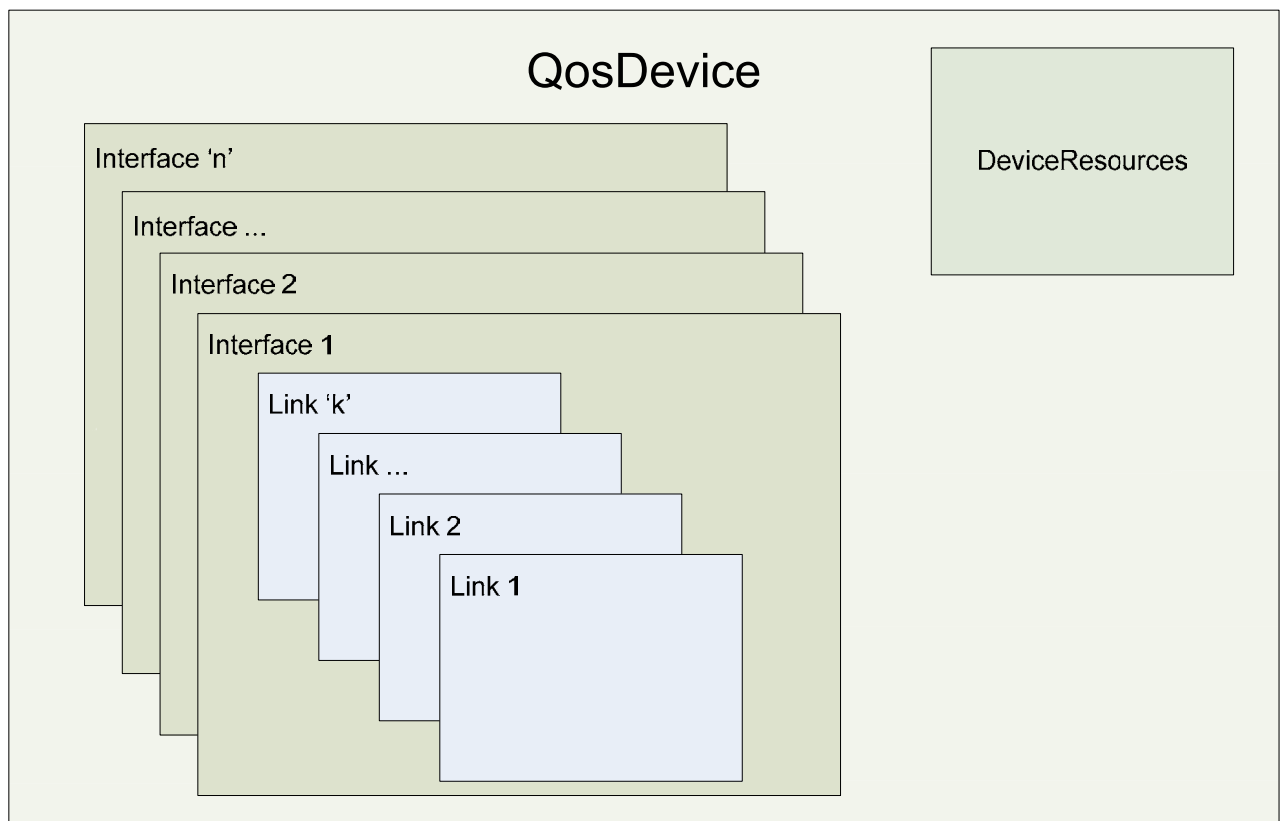 QosDevice
DeviceResources
Interface ‘n’
Interface ...
Interface 2
Interface 1
Link ‘k’
Link ...
Link 2
Link 1